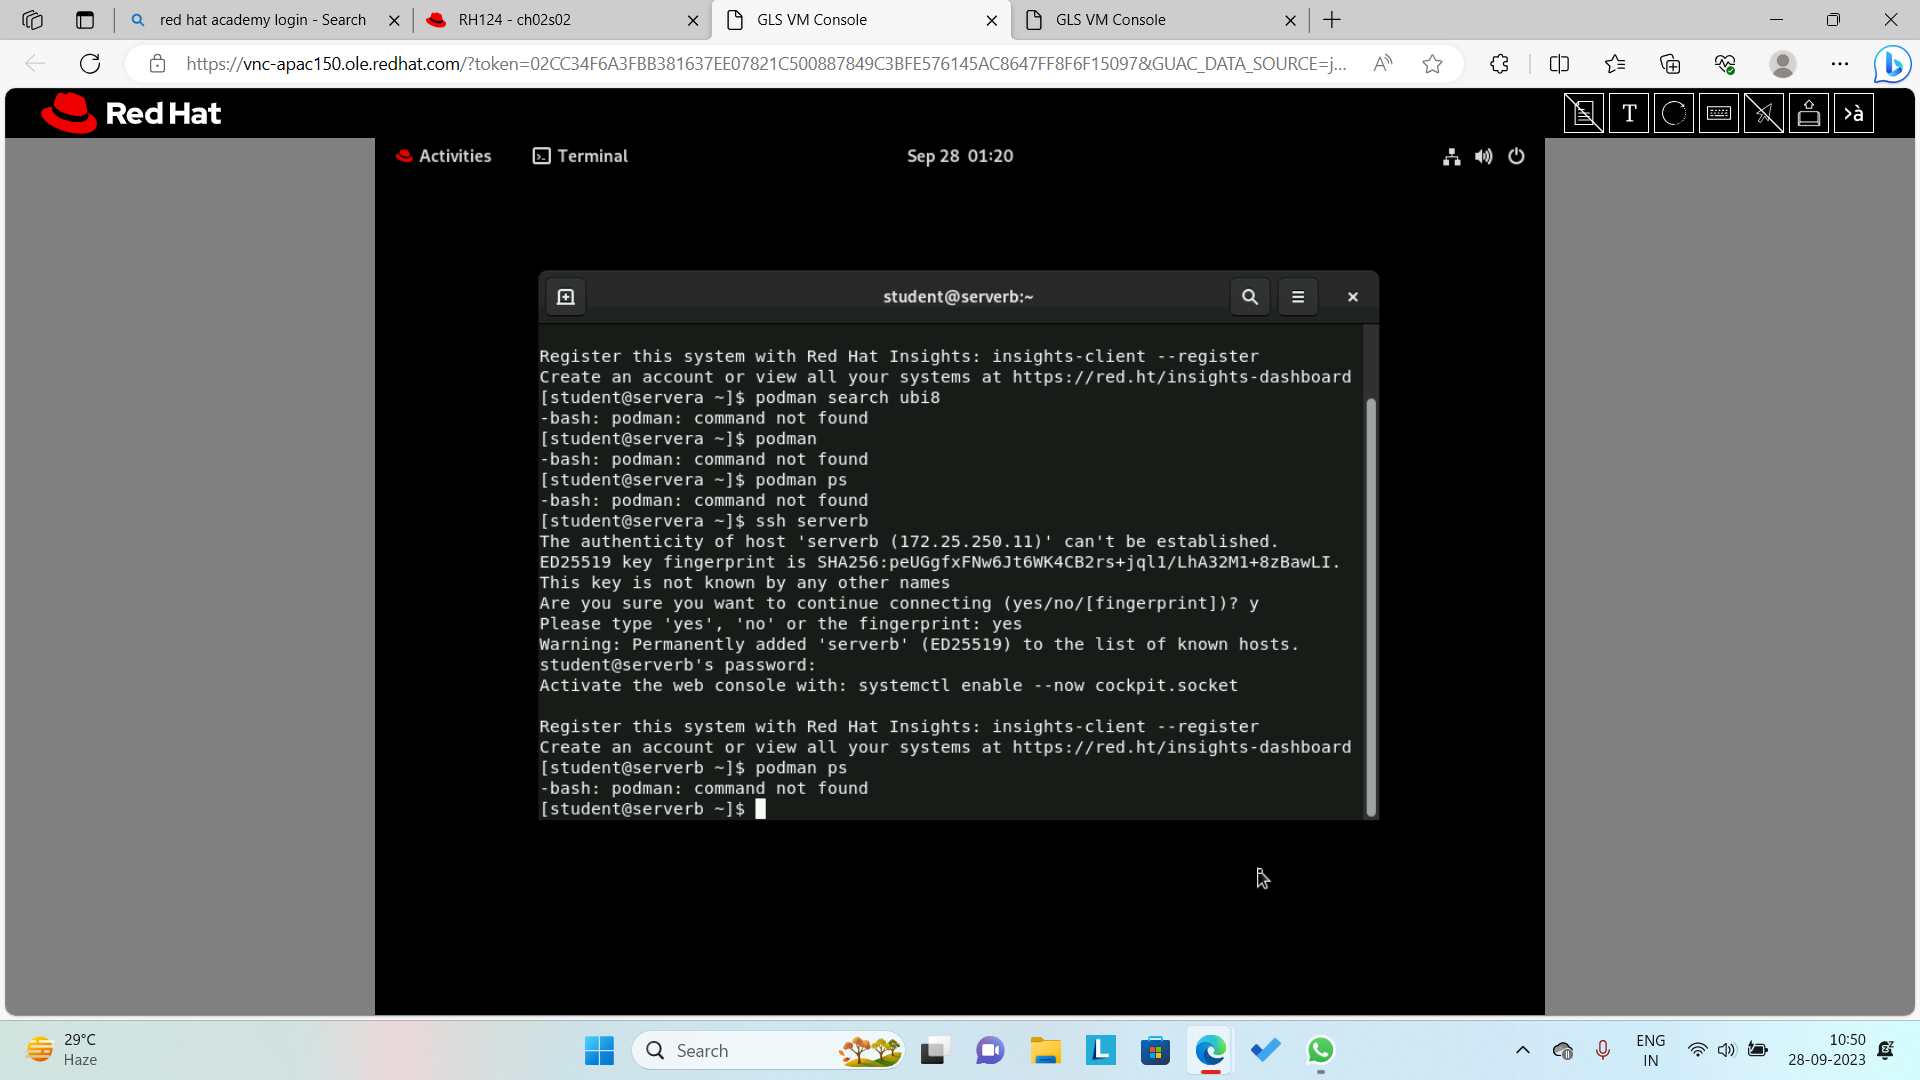 red hat academy login - Search
RH124 - ch02s02
GLS VM Console
GLS VM Console
https://vnc-apac150.ole.redhat.com/?token=02CC34F6A3FBB381637EE07821C500887849C3BFE576145AC8647FF8F6F15097&GUAC_DATA_SOURCE=j...
Red Hat
T
>à
Activities
Terminal
Sep 28 01:20
student@serverb:~
Register this system with Red Hat Insights: insights-client --register
Create an account or view all your systems at https://red.ht/insights-dashboard
[student@servera ~]$ podman search ubi8
-bash: podman: command not found
[student@servera ~]$ podman
-bash: podman: command not found
[student@servera ~]$ podman ps
-bash: podman: command not found
[student@servera ~]$ ssh serverb
The authenticity of host 'serverb (172.25.250.11)' can't be established.
ED25519 key fingerprint is SHA256:peUGgfxFNw6Jt6WK4CB2rs+jql1/LhA32M1+8zBawLI.
This key is not known by any other names
Are you sure you want to continue connecting (yes/no/[fingerprint])? y
Please type 'yes', 'no' or the fingerprint: yes
Warning: Permanently added 'serverb' (ED25519) to the list of known hosts.
student@serverb's password:
Activate the web console with: systemctl enable --now cockpit.socket
Register this system with Red Hat Insights: insights-client --register
Create an account or view all your systems at https://red.ht/insights-dashboard
[student@serverb ~]$ podman ps
-bash: podman: command not found
[student@serverb ~]$
29°C
Haze
Search
L
ENG
IN
10:50
28-09-2023